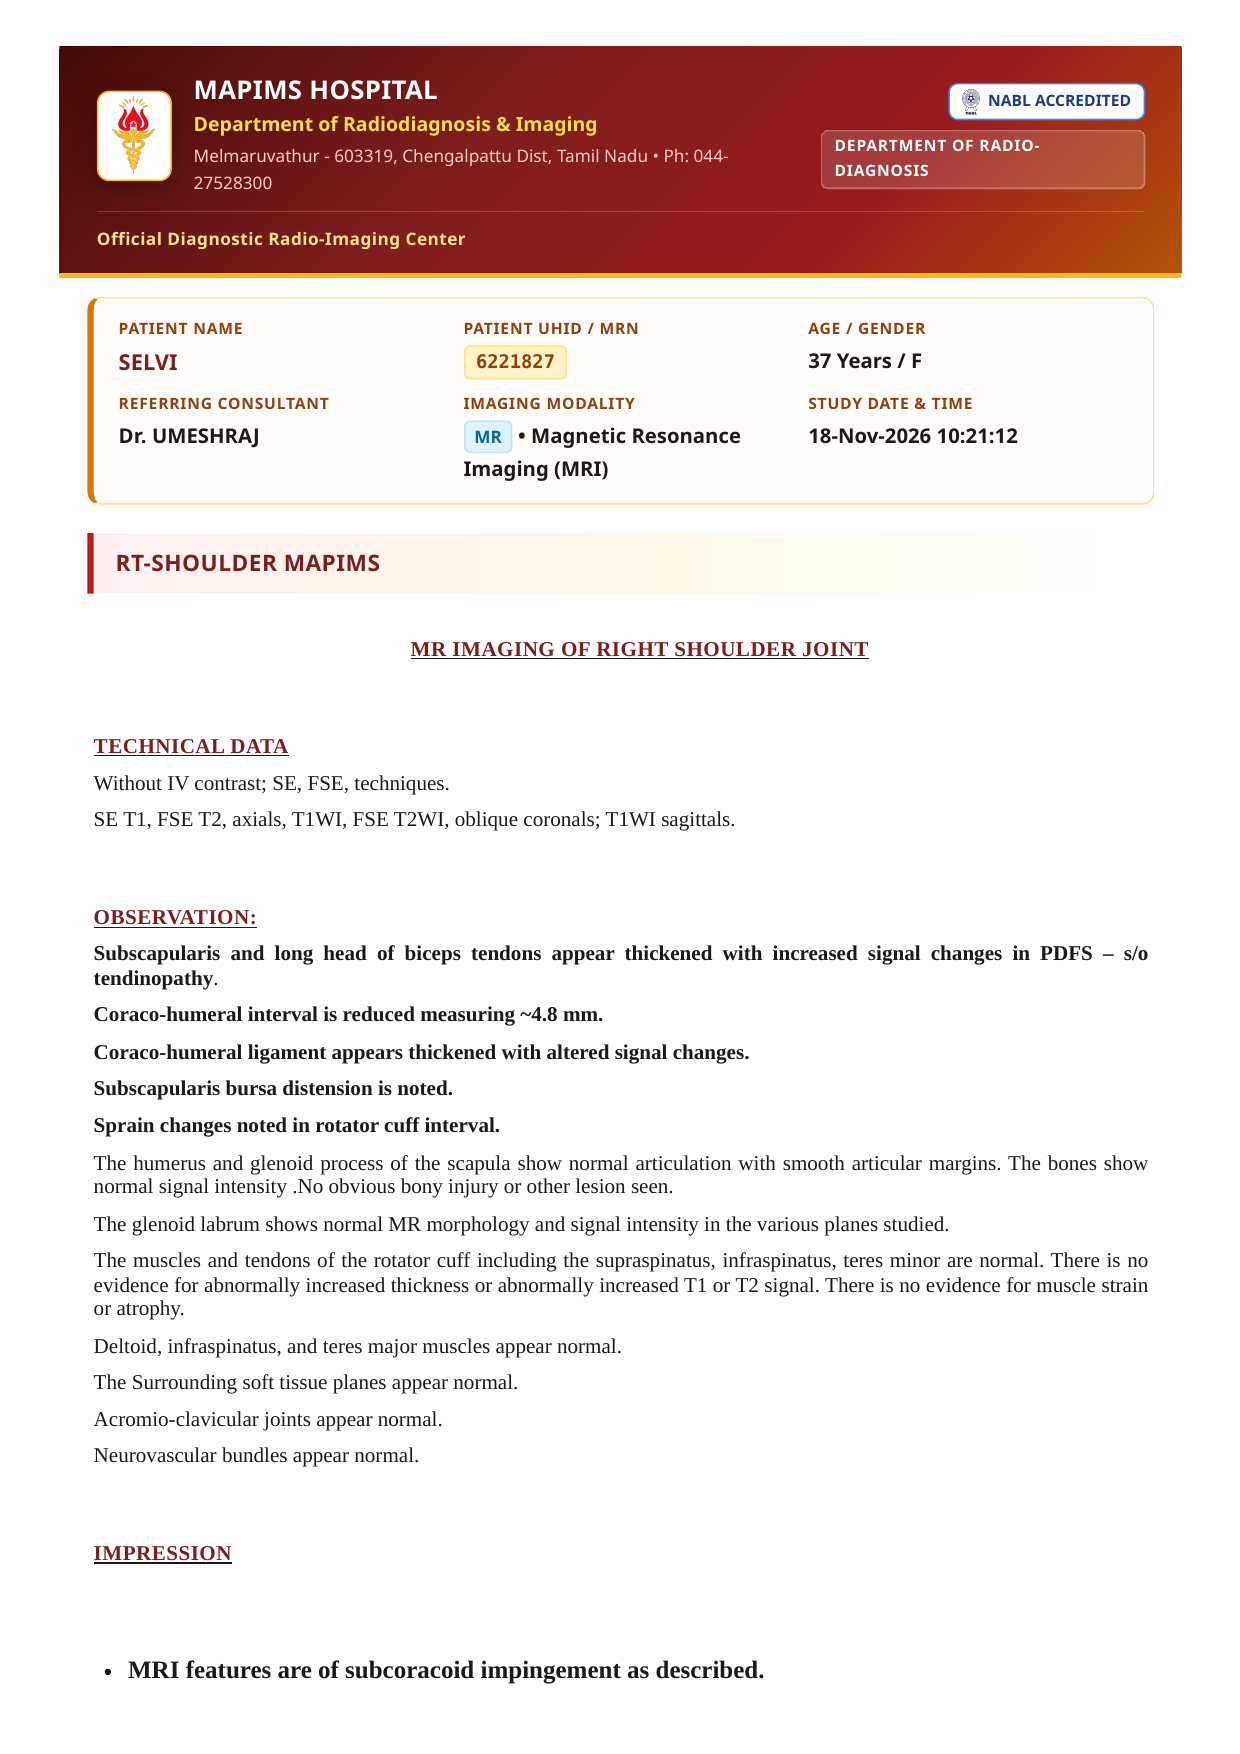 MAPIMS HOSPITAL
Department of Radiodiagnosis & Imaging
Melmaruvathur - 603319, Chengalpattu Dist, Tamil Nadu • Ph: 044-
27528300
NABL
NABL ACCREDITED
DEPARTMENT OF RADIO-
DIAGNOSIS
Official Diagnostic Radio-Imaging Center
PATIENT NAME
SELVI
PATIENT UHID / MRN
6221827
AGE / GENDER
37 Years / F
REFERRING CONSULTANT
Dr. UMESHRAJ
IMAGING MODALITY
MR • Magnetic Resonance
Imaging (MRI)
STUDY DATE & TIME
18-Nov-2026 10:21:12
RT-SHOULDER MAPIMS
MR IMAGING OF RIGHT SHOULDER JOINT
TECHNICAL DATA
Without IV contrast; SE, FSE, techniques.
SE T1, FSE T2, axials, T1WI, FSE T2WI, oblique coronals; T1WI sagittals.
OBSERVATION:
Subscapularis and long head of biceps tendons appear thickened with increased signal changes in PDFS – s/o
tendinopathy.
Coraco-humeral interval is reduced measuring ~4.8 mm.
Coraco-humeral ligament appears thickened with altered signal changes.
Subscapularis bursa distension is noted.
Sprain changes noted in rotator cuff interval.
The humerus and glenoid process of the scapula show normal articulation with smooth articular margins. The bones show
normal signal intensity .No obvious bony injury or other lesion seen.
The glenoid labrum shows normal MR morphology and signal intensity in the various planes studied.
The muscles and tendons of the rotator cuff including the supraspinatus, infraspinatus, teres minor are normal. There is no
evidence for abnormally increased thickness or abnormally increased T1 or T2 signal. There is no evidence for muscle strain
or atrophy.
Deltoid, infraspinatus, and teres major muscles appear normal.
The Surrounding soft tissue planes appear normal.
Acromio-clavicular joints appear normal.
Neurovascular bundles appear normal.
IMPRESSION
• MRI features are of subcoracoid impingement as described.